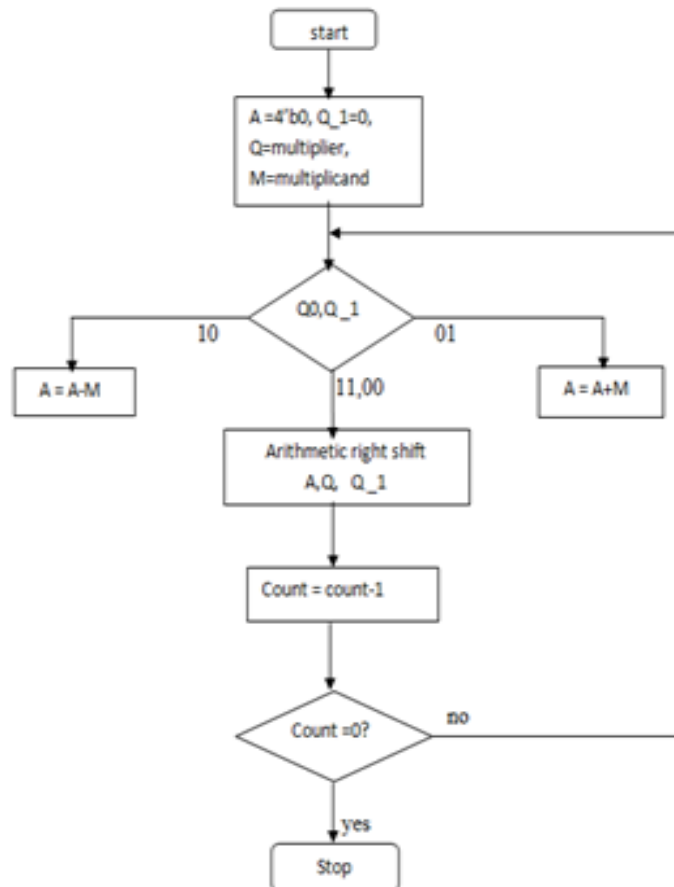 start
A =4"b0, Q_1=0,
Q=multiplier,
M=multiplicand
Q0,Q_1
10
01
A = A-M
A = A+M
11,00
Arithmetic right shift
A,Q, Q_1
Count = count-1
Count =0?
no
yes
Stop